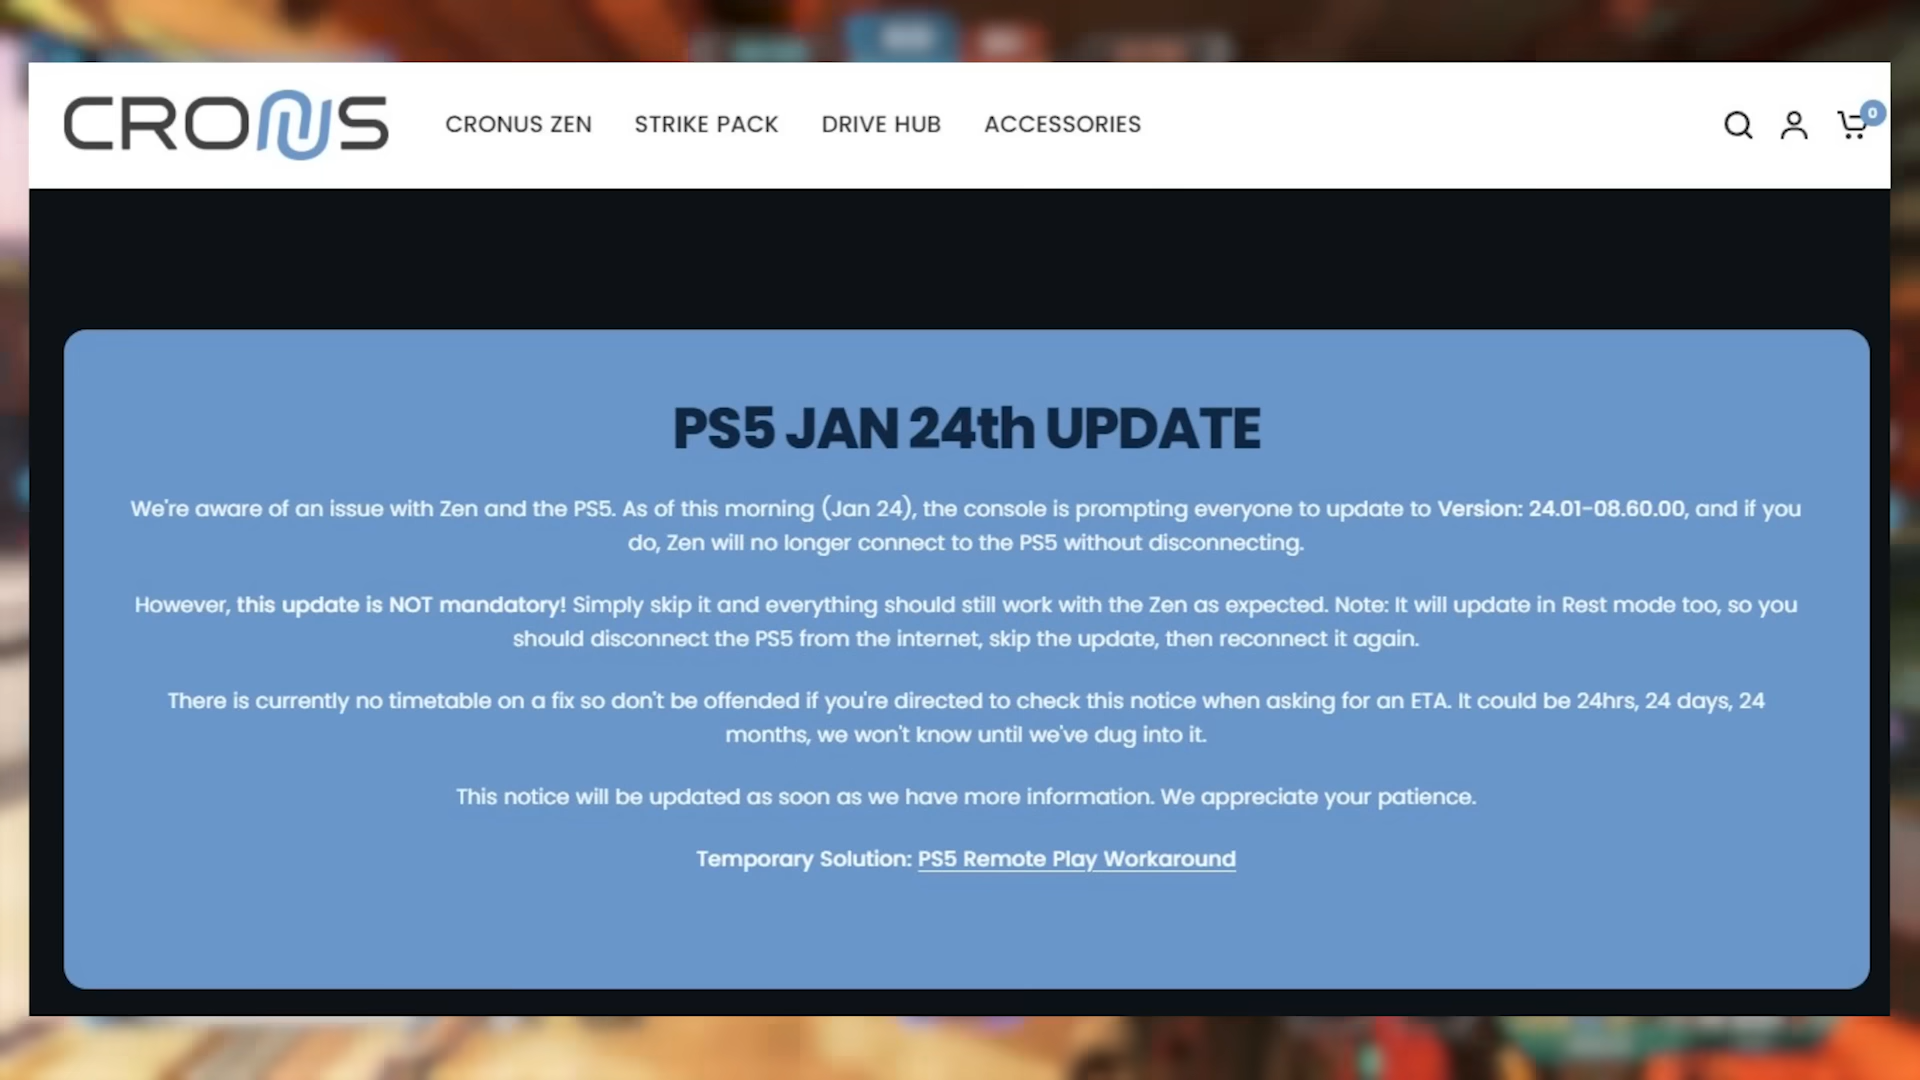 CRONUS
CRONUS ZEN
STRIKE PACK
DRIVE HUB
ACCESSORIES
0
PS5 JAN 24th UPDATE
We're aware of an issue with Zen and the PS5. As of this morning (Jan 24), the console is prompting everyone to update to Version: 24.01-08.60.00, and if you
do, Zen will no longer connect to the PS5 without disconnecting.
However, this update is NOT mandatory! Simply skip it and everything should still work with the Zen as expected. Note: It will update in Rest mode too, so you
should disconnect the PS5 from the internet, skip the update, then reconnect it again.
There is currently no timetable on a fix so don't be offended if you're directed to check this notice when asking for an ETA. It could be 24hrs, 24 days, 24
months, we won't know until we've dug into it.
This notice will be updated as soon as we have more information. We appreciate your patience.
Temporary Solution: PS5 Remote Play Workaround